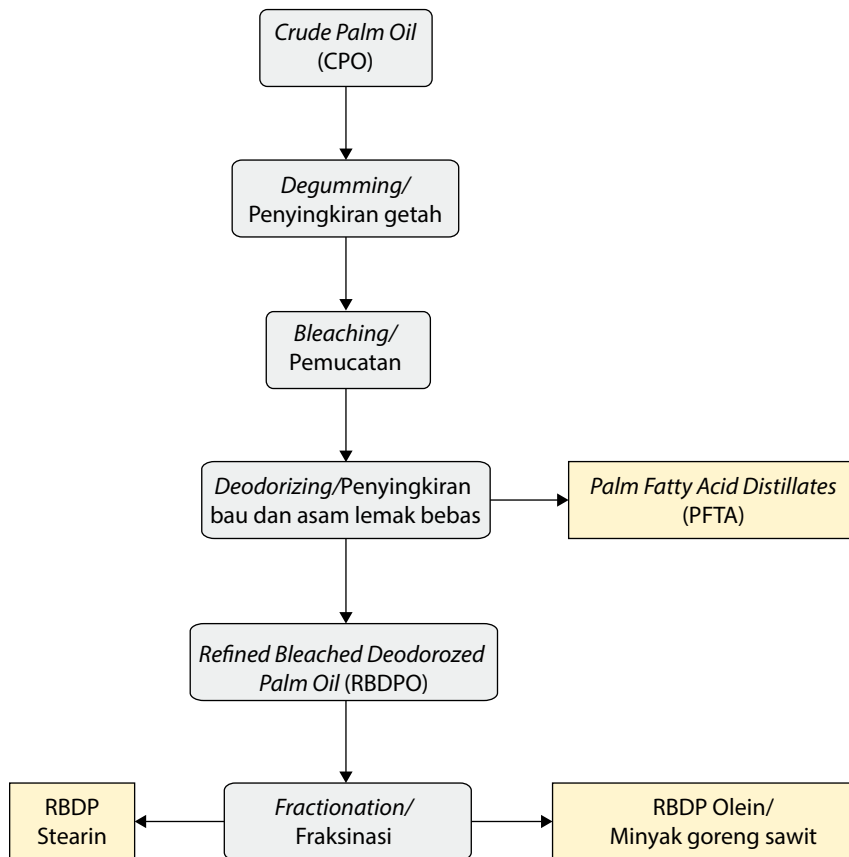 Crude Palm Oil
(CPO)
Degumming/
Penyingkiran getah
Bleaching/
Pemucatan
Deodorizing/Penyingkiran
bau dan asam lemak bebas
Palm Fatty Acid Distillates
(PFTA)
Refined Bleached Deodorozed
Palm Oil (RBDPO)
RBDP
Stearin
Fractionation/
Fraksinasi
RBDP Olein/
Minyak goreng sawit